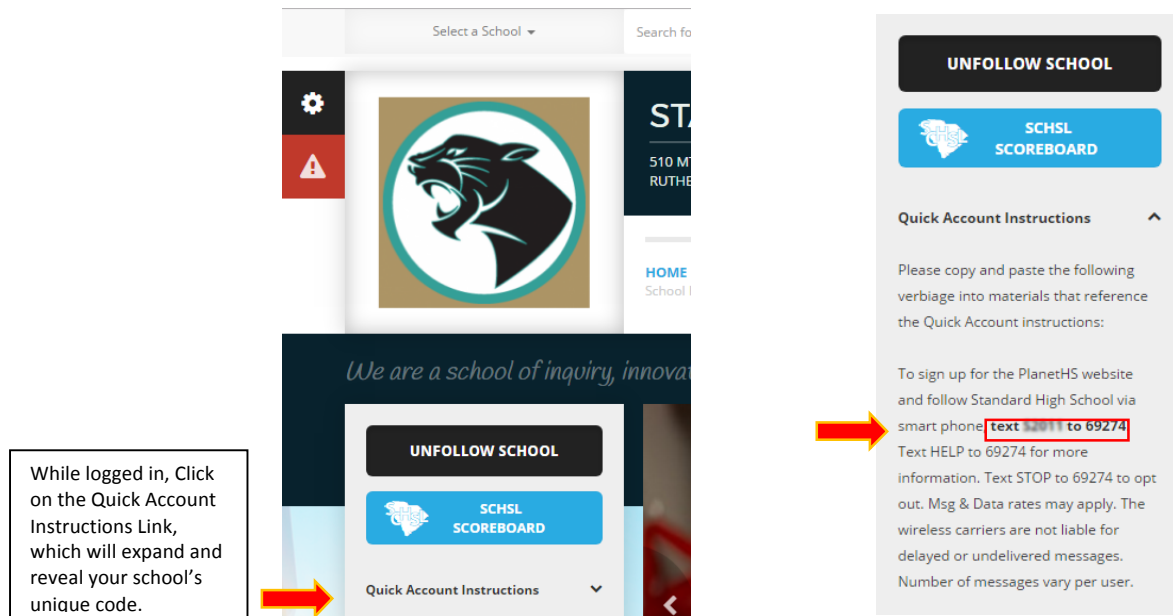 Select a School
Search fo
STA
510 MT
RUTHE
HOME
School
We are a school of inquiry, innovat
UNFOLLOW SCHOOL
SCHSL
SCOREBOARD
Quick Account Instructions
While logged in, Click
on the Quick Account
Instructions Link,
which will expand and
reveal your school's
unique code.
UNFOLLOW SCHOOL
SCHSL
SCOREBOARD
Quick Account Instructions
Please copy and paste the following
verbiage into materials that reference
the Quick Account instructions:
To sign up for the PlanetHS website
and follow Standard High School via
smart phone, text to 69274
Text HELP to 69274 for more
information. Text STOP to 69274 to opt
out. Msg & Data rates may apply. The
wireless carriers are not liable for
delayed or undelivered messages.
Number of messages vary per user.